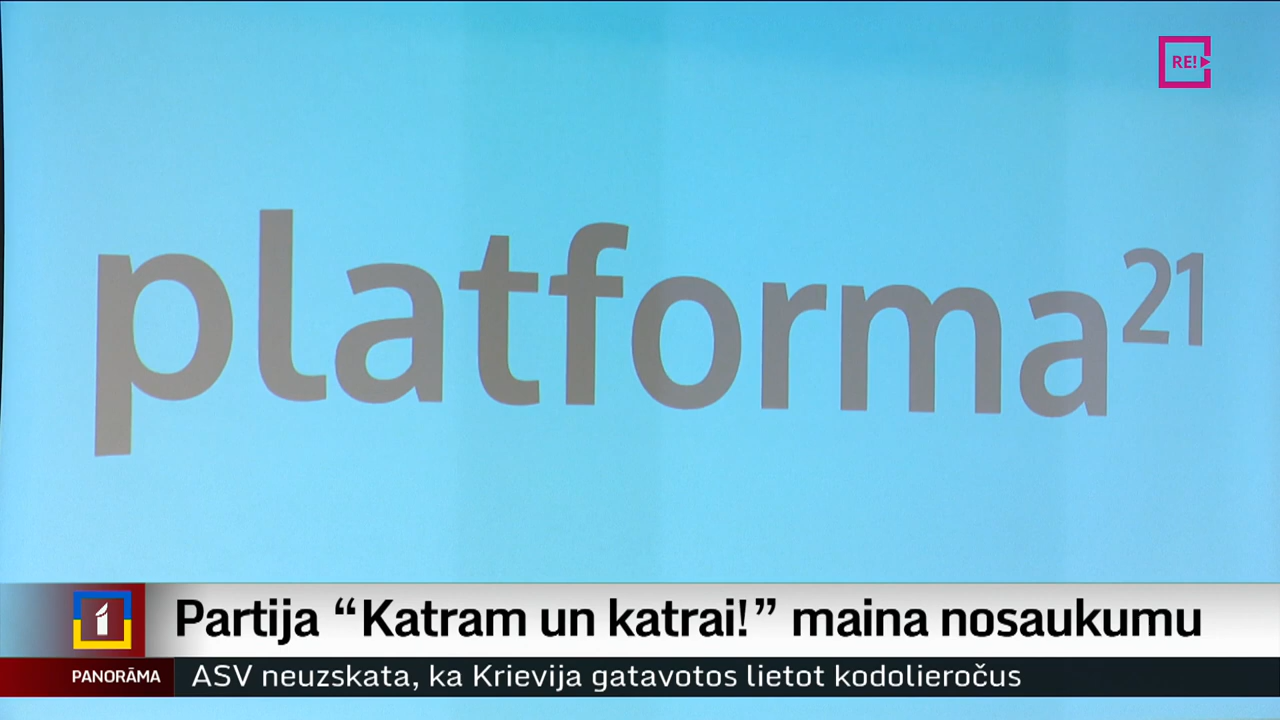 RE!
platforma21
1
Partija “Katram un katrai!” maina nosaukumu
PANORĀMA
ASV neuzskata, ka Krievija gatavotos lietot kodolieročus